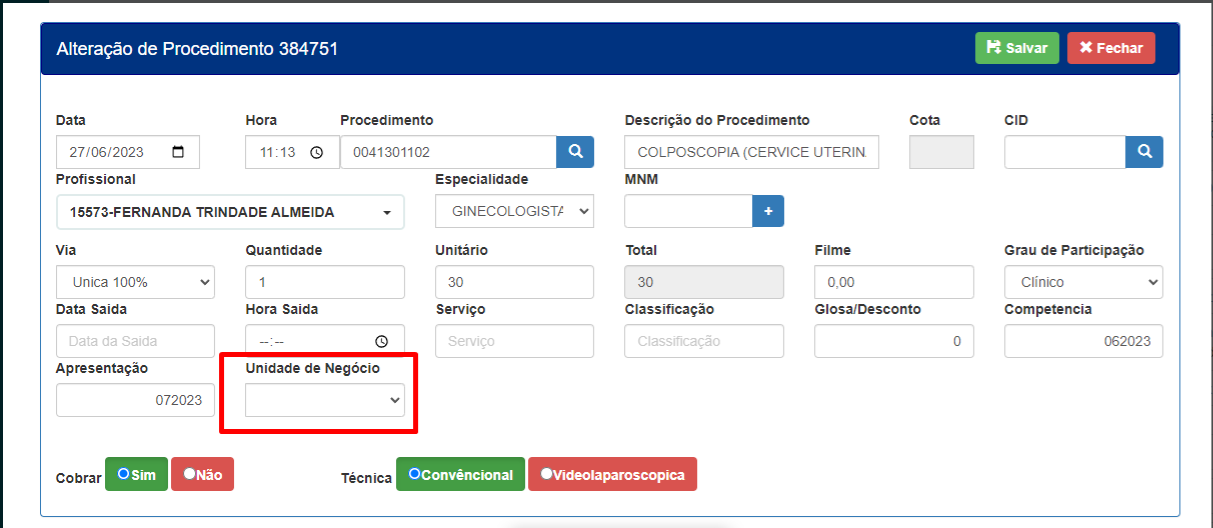 Alteração de Procedimento 384751 Salvar Fechar
Data Hora Procedimento Descrição do Procedimento Cota CID
27/06/2023 11:13 0041301102 COLPOSCOPIA (CERVICE UTERIN
Profissional Especialidade MNM
15573-FERNANDA TRINDADE ALMEIDA GINECOLOGISTA +
Via Quantidade Unitário Total Filme Grau de Participação
Unica 100% 1 30 30 0,00 Clínico
Data Saida Hora Saida Serviço Classificação Glosa/Desconto Competencia
Data da Saída --:-- Serviço Classificação 0 062023
Apresentação Unidade de Negócio
072023
Cobrar Sim Não Técnica Convêncional Videolaparoscopica